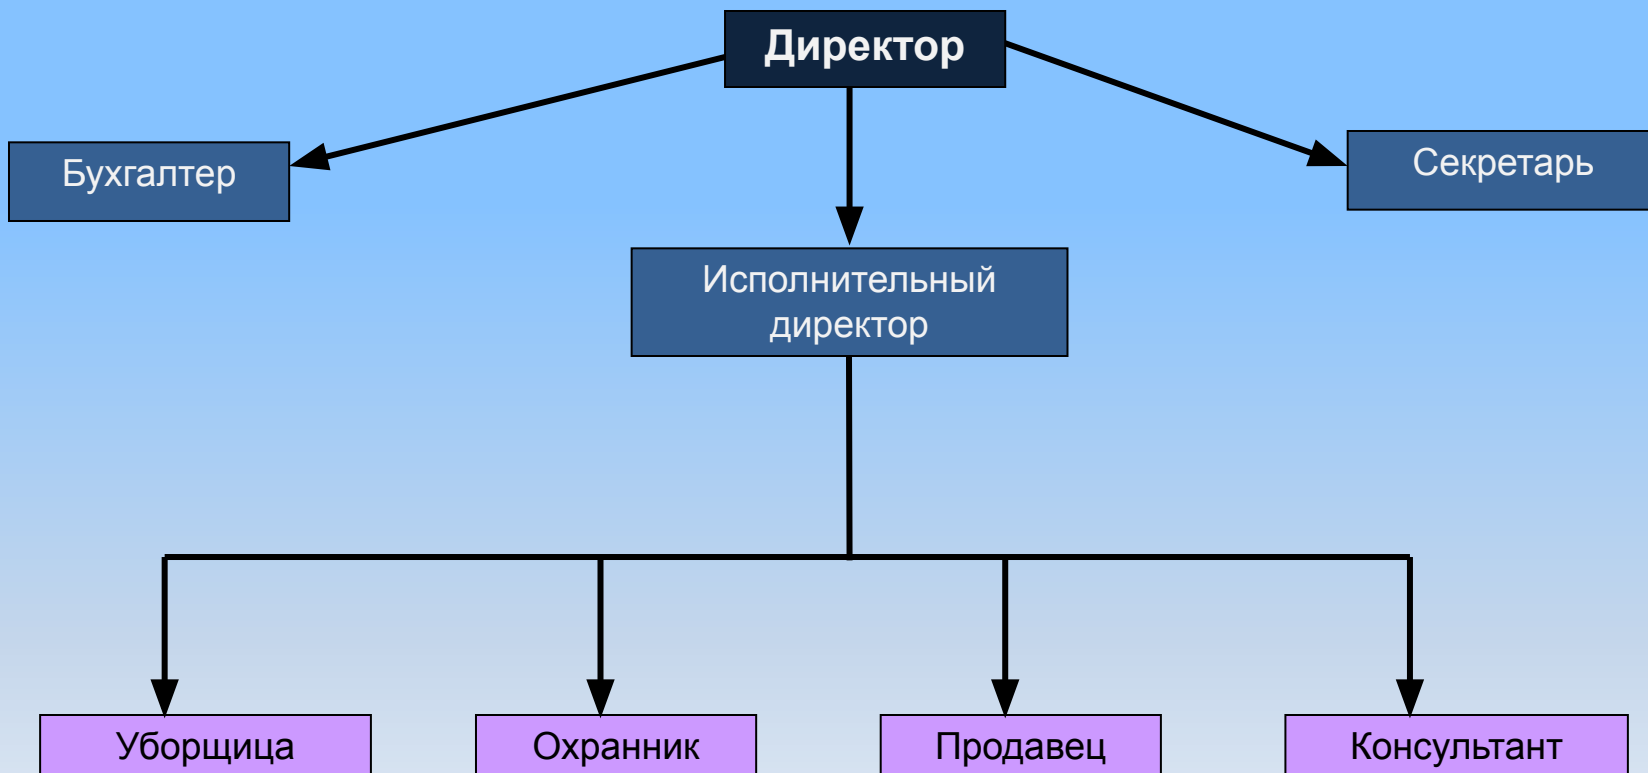 Директор
Бухгалтер
Секретарь
Исполнительный
директор
Уборщица
Охранник
Продавец
Консультант